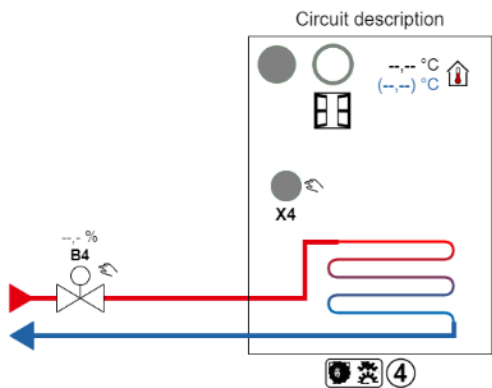 Circuit description
--,-- °C
(--,--) °C
X4
--,- %
B4
4